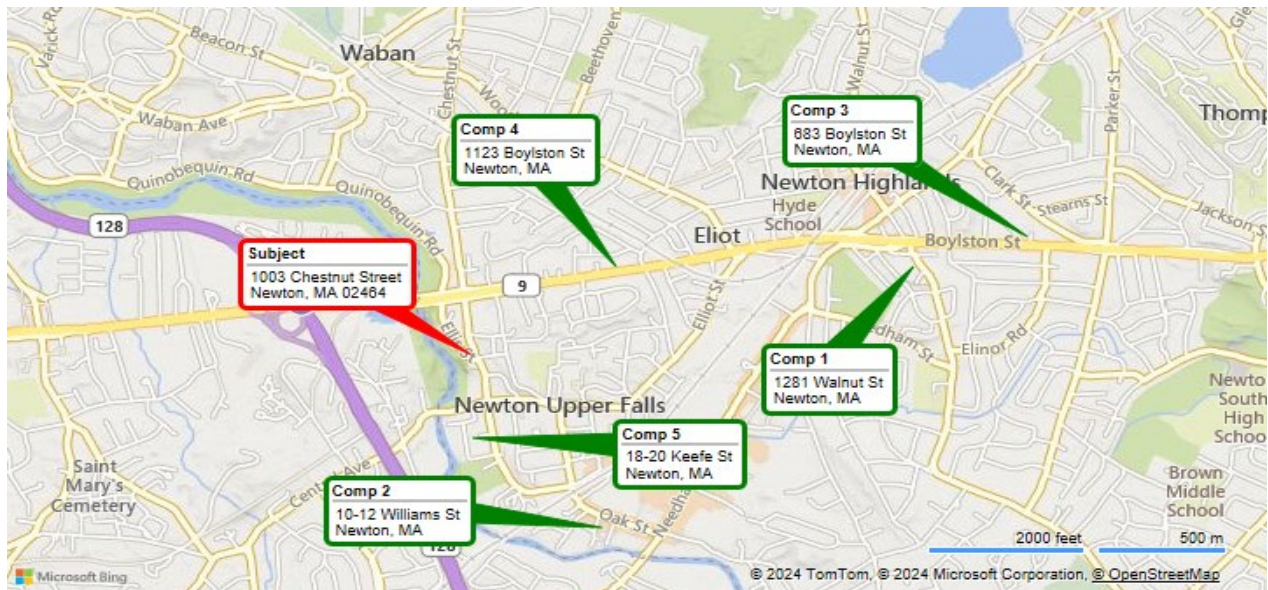 Varick Rd
Beacon St
Waban
Chestnut St
Beethoven
Walnut St
Parker St
Thomp
Waban Ave
Comp 4
1123 Boylston St
Newton, MA
Comp 3
683 Boylston St
Newton, MA
Quinobequin Rd
Quinobequin Rd
Newton Highlands
Hyde
School
Clark St
Stearns St
Jackson St
128
Eliot
Boylston St
Subject
1003 Chestnut Street
Newton, MA 02464
9
Elliot St
Ellis St
Needham St
Elinor Rd
Comp 1
1281 Walnut St
Newton, MA
Newto
South
High
Schoo
Newton Upper Falls
Comp 5
18-20 Keefe St
Newton, MA
Saint
Mary's
Cemetery
Central Ave
Comp 2
10-12 Williams St
Newton, MA
Oak St
Brown
Middle
School
128
2000 feet
500 m
Microsoft Bing
© 2024 TomTom, © 2024 Microsoft Corporation, © OpenStreetMap